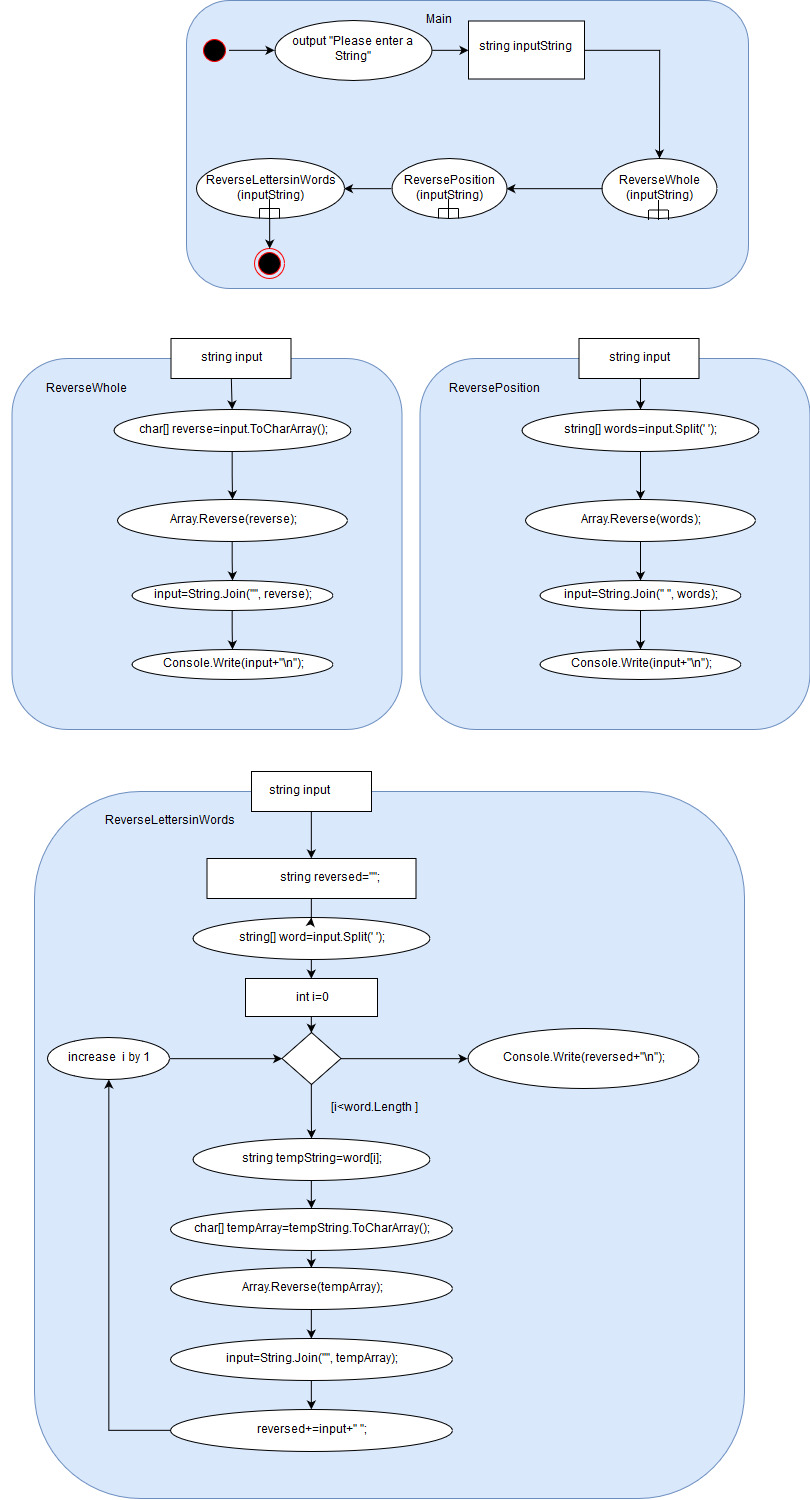 Main
output "Please enter a
String"
string inputString
ReverseLettersinWords
(inputString)
ReversePosition
(inputString)
ReverseWhole
(inputString)
string input
ReverseWhole
char[] reverse=input.ToCharArray();
Array.Reverse(reverse);
input=String.Join("", reverse);
Console.Write(input+"\n");
string input
ReversePosition
string[] words=input.Split(' ');
Array.Reverse(words);
input=String.Join(" ", words);
Console.Write(input+"\n");
string input
ReverseLettersinWords
string reversed="";
string[] word=input.Split(' ');
int i=0
increase  i by 1
Console.Write(reversed+"\n");
[i<word.Length ]
string tempString=word[i];
char[] tempArray=tempString.ToCharArray();
Array.Reverse(tempArray);
input=String.Join("", tempArray);
reversed+=input+" ";